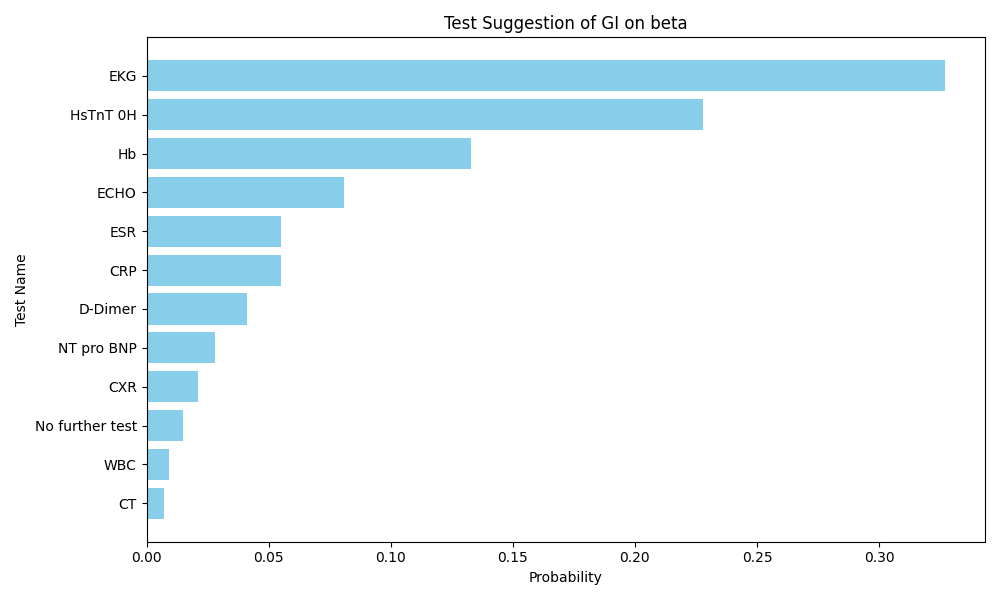 Test Suggestion of GI on beta
EKG
HsTnT 0H
Hb
ECHO
ESR
CRP
D-Dimer
NT pro BNP
CXR
No further test
WBC
CT
Test Name
0.00 0.05 0.10 0.15 0.20 0.25 0.30
Probability